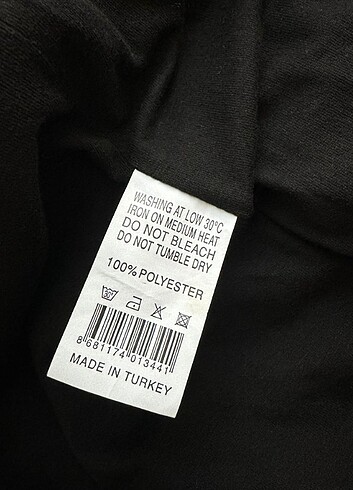 WASHING AT LOW 30°C
IRON ON MEDIUM HEAT
DO NOT BLEACH
DO NOT TUMBLE DRY
100% POLYESTER
30
8 681174 013441
MADE IN TURKEY